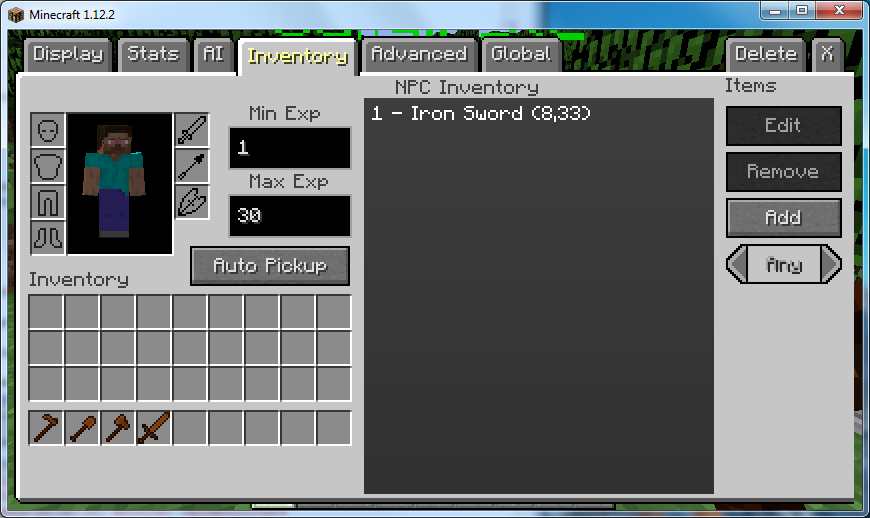 Minecraft 1.12.2
Display Stats AI Inventory Advanced Global Delete X
NPC Inventory
Items
Min Exp
1 - Iron Sword (8,33)
Edit
1
Remove
Max Exp
30
Add
Auto Pickup
Any
Inventory